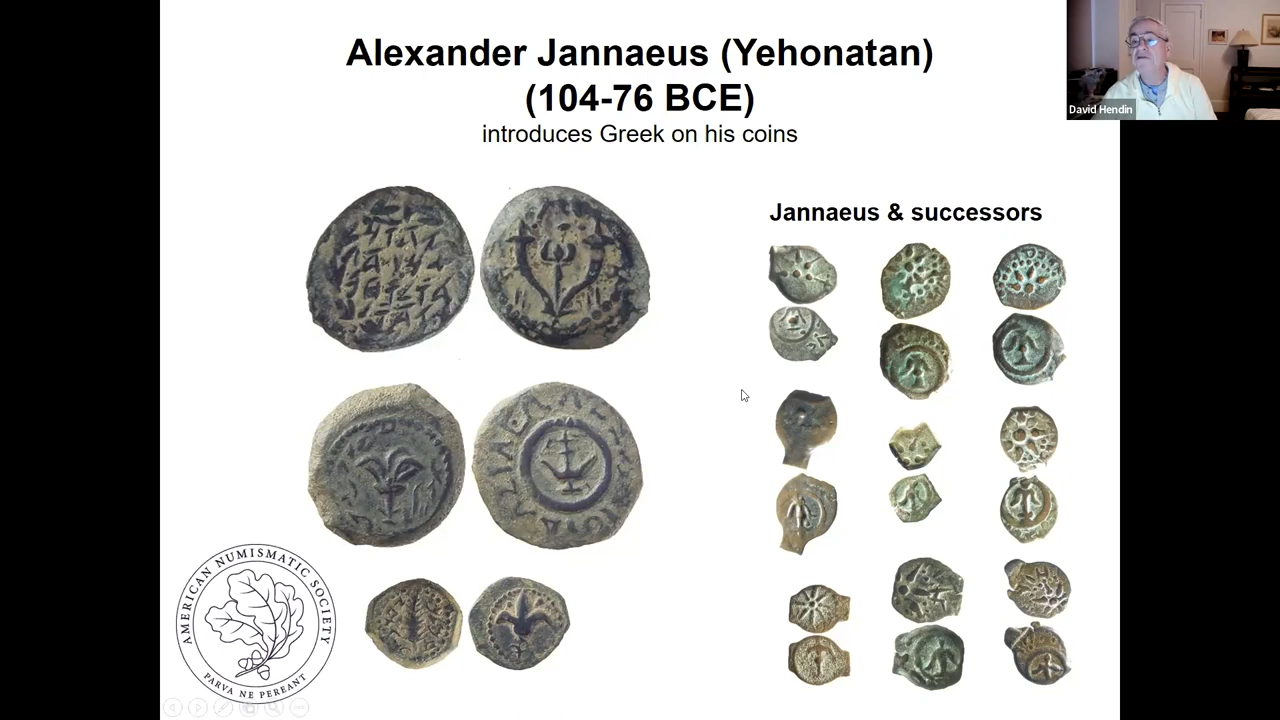 Alexander Jannaeus (Yehonatan)
(104-76 BCE)
introduces Greek on his coins
David Hendin
Jannaeus & successors
AMERICAN NUMISMATIC SOCIETY
PARVA NE PEREANT